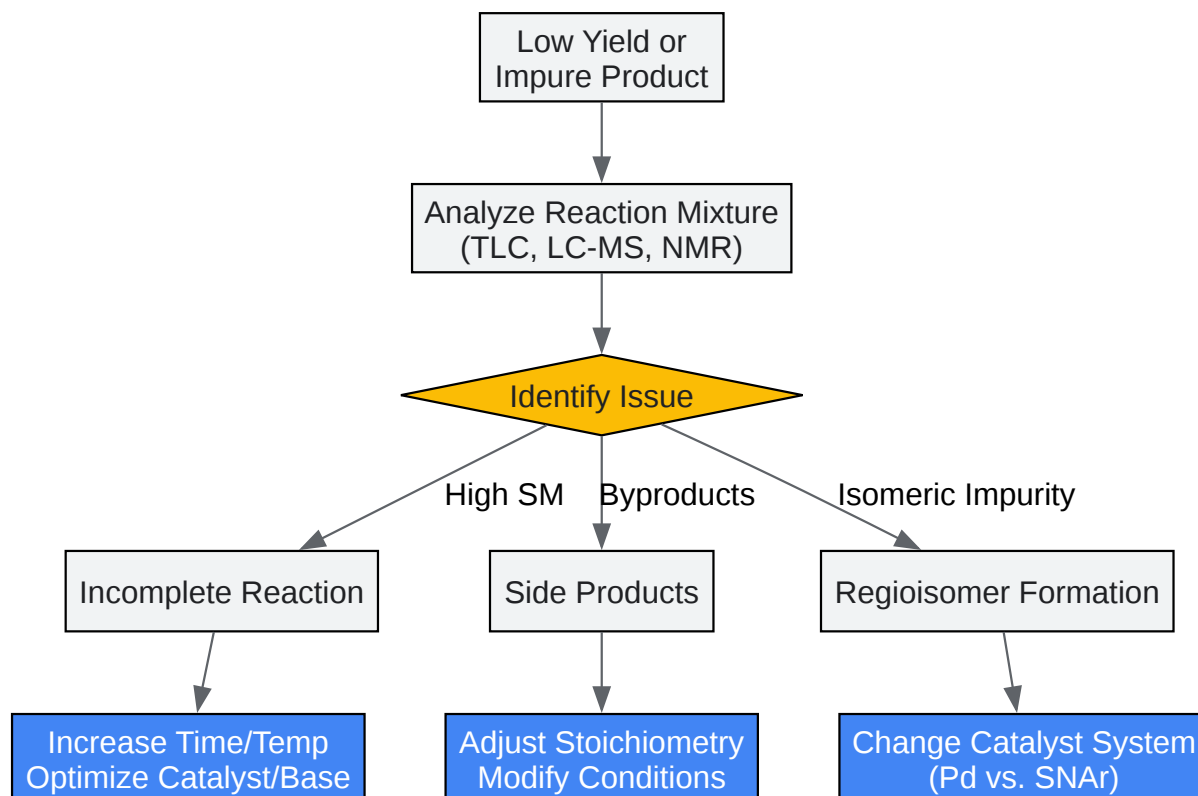 Low Yield or
Impure Product
Analyze Reaction Mixture
(TLC, LC-MS, NMR)
Identify Issue
High SM
Byproducts
Isomeric Impurity
Incomplete Reaction
Side Products
Regioisomer Formation
Increase Time/Temp
Optimize Catalyst/Base
Adjust Stoichiometry
Modify Conditions
Change Catalyst System
(Pd vs. SNAr)